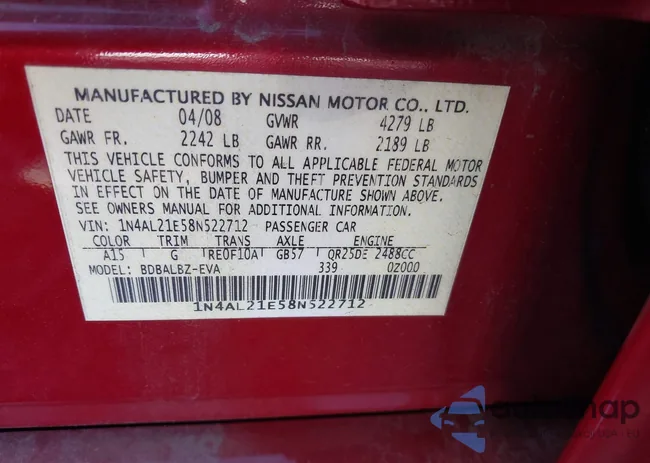 MANUFACTURED BY NISSAN MOTOR CO., LTD.
DATE 04/08 GVWR 4279 LB
GAWR FR. 2242 LB GAWR RR. 2189 LB
THIS VEHICLE CONFORMS TO ALL APPLICABLE FEDERAL MOTOR
VEHICLE SAFETY, BUMPER AND THEFT PREVENTION STANDARDS
IN EFFECT ON THE DATE OF MANUFACTURE SHOWN ABOVE.
SEE OWNERS MANUAL FOR ADDITIONAL INFORMATION.
VIN: 1N4AL21E58N522712 PASSENGER CAR
COLOR TRIM TRANS AXLE ENGINE
A15 G RE0F10A GB57 QR25DE 2488CC
MODEL: BDBALBZ-EVA 339 0Z000
1N4AL21E58N522712